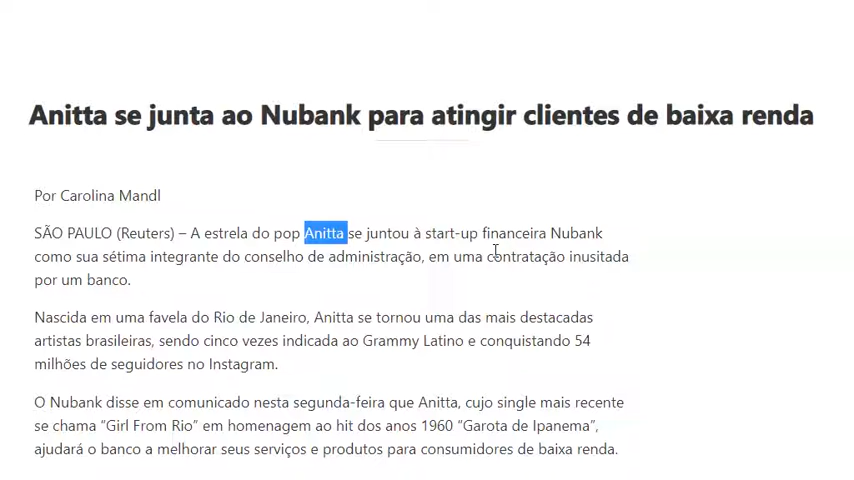 Anitta se junta ao Nubank para atingir clientes de baixa renda
Por Carolina Mandl
SÃO PAULO (Reuters) – A estrela do pop Anitta se juntou à start-up financeira Nubank
como sua sétima integrante do conselho de administração, em uma contratação inusitada
por um banco.
Nascida em uma favela do Rio de Janeiro, Anitta se tornou uma das mais destacadas
artistas brasileiras, sendo cinco vezes indicada ao Grammy Latino e conquistando 54
milhões de seguidores no Instagram.
O Nubank disse em comunicado nesta segunda-feira que Anitta, cujo single mais recente
se chama “Girl From Rio” em homenagem ao hit dos anos 1960 “Garota de Ipanema”,
ajudará o banco a melhorar seus serviços e produtos para consumidores de baixa renda.